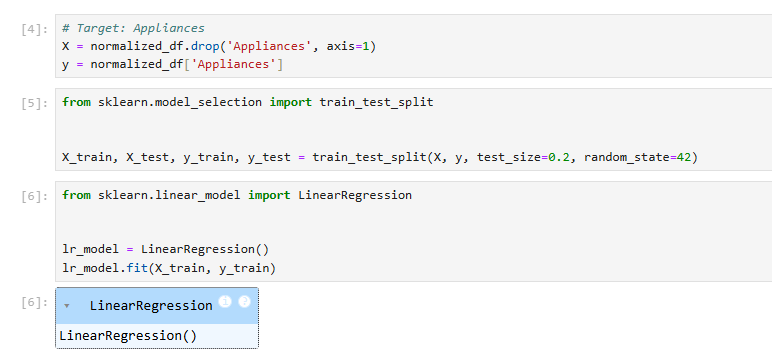 [4]:
# Target: Appliances
X = normalized_df.drop('Appliances', axis=1)
y = normalized_df['Appliances']
[5]:
from sklearn.model_selection import train_test_split
X_train, X_test, y_train, y_test = train_test_split(X, y, test_size=0.2, random_state=42)
[6]:
from sklearn.linear_model import LinearRegression
lr_model = LinearRegression()
lr_model.fit(X_train, y_train)
[6]:
LinearRegression i ?
LinearRegression()